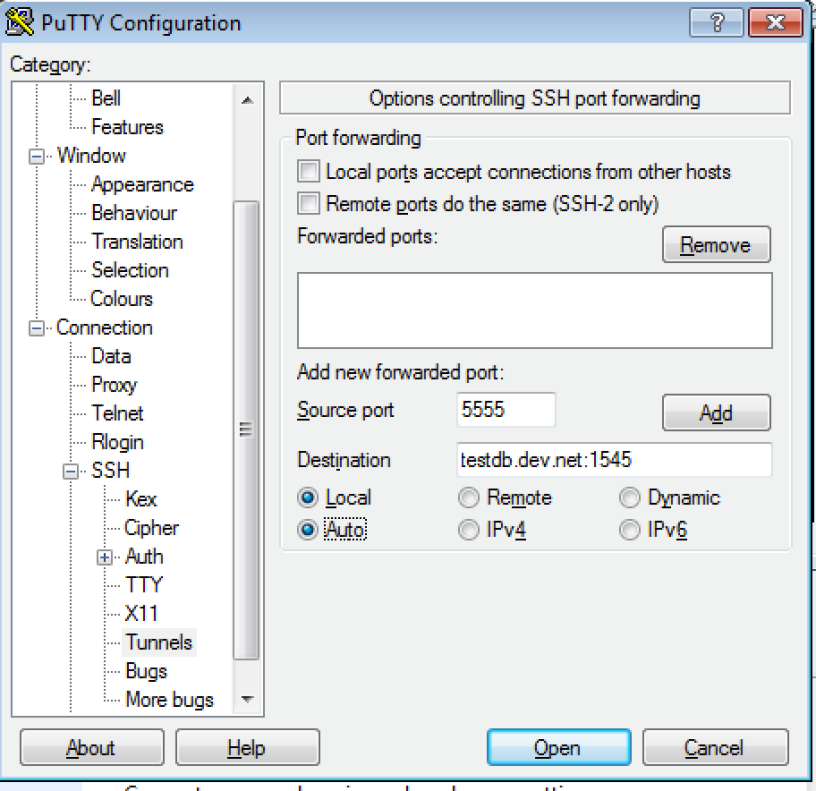 PuTTY Configuration
Category:
Bell
Features
Window
Appearance
Behaviour
Translation
Selection
Colours
Connection
Data
Proxy
Telnet
Rlogin
SSH
Kex
Cipher
Auth
TTY
X11
Tunnels
Bugs
More bugs
Options controlling SSH port forwarding
Port forwarding
Local ports accept connections from other hosts
Remote ports do the same (SSH-2 only)
Forwarded ports:
Remove
Add new forwarded port:
Source port 5555 Add
Destination testdb.dev.net:1545
Local Remote Dynamic
Auto IPv4 IPv6
About Help Open Cancel